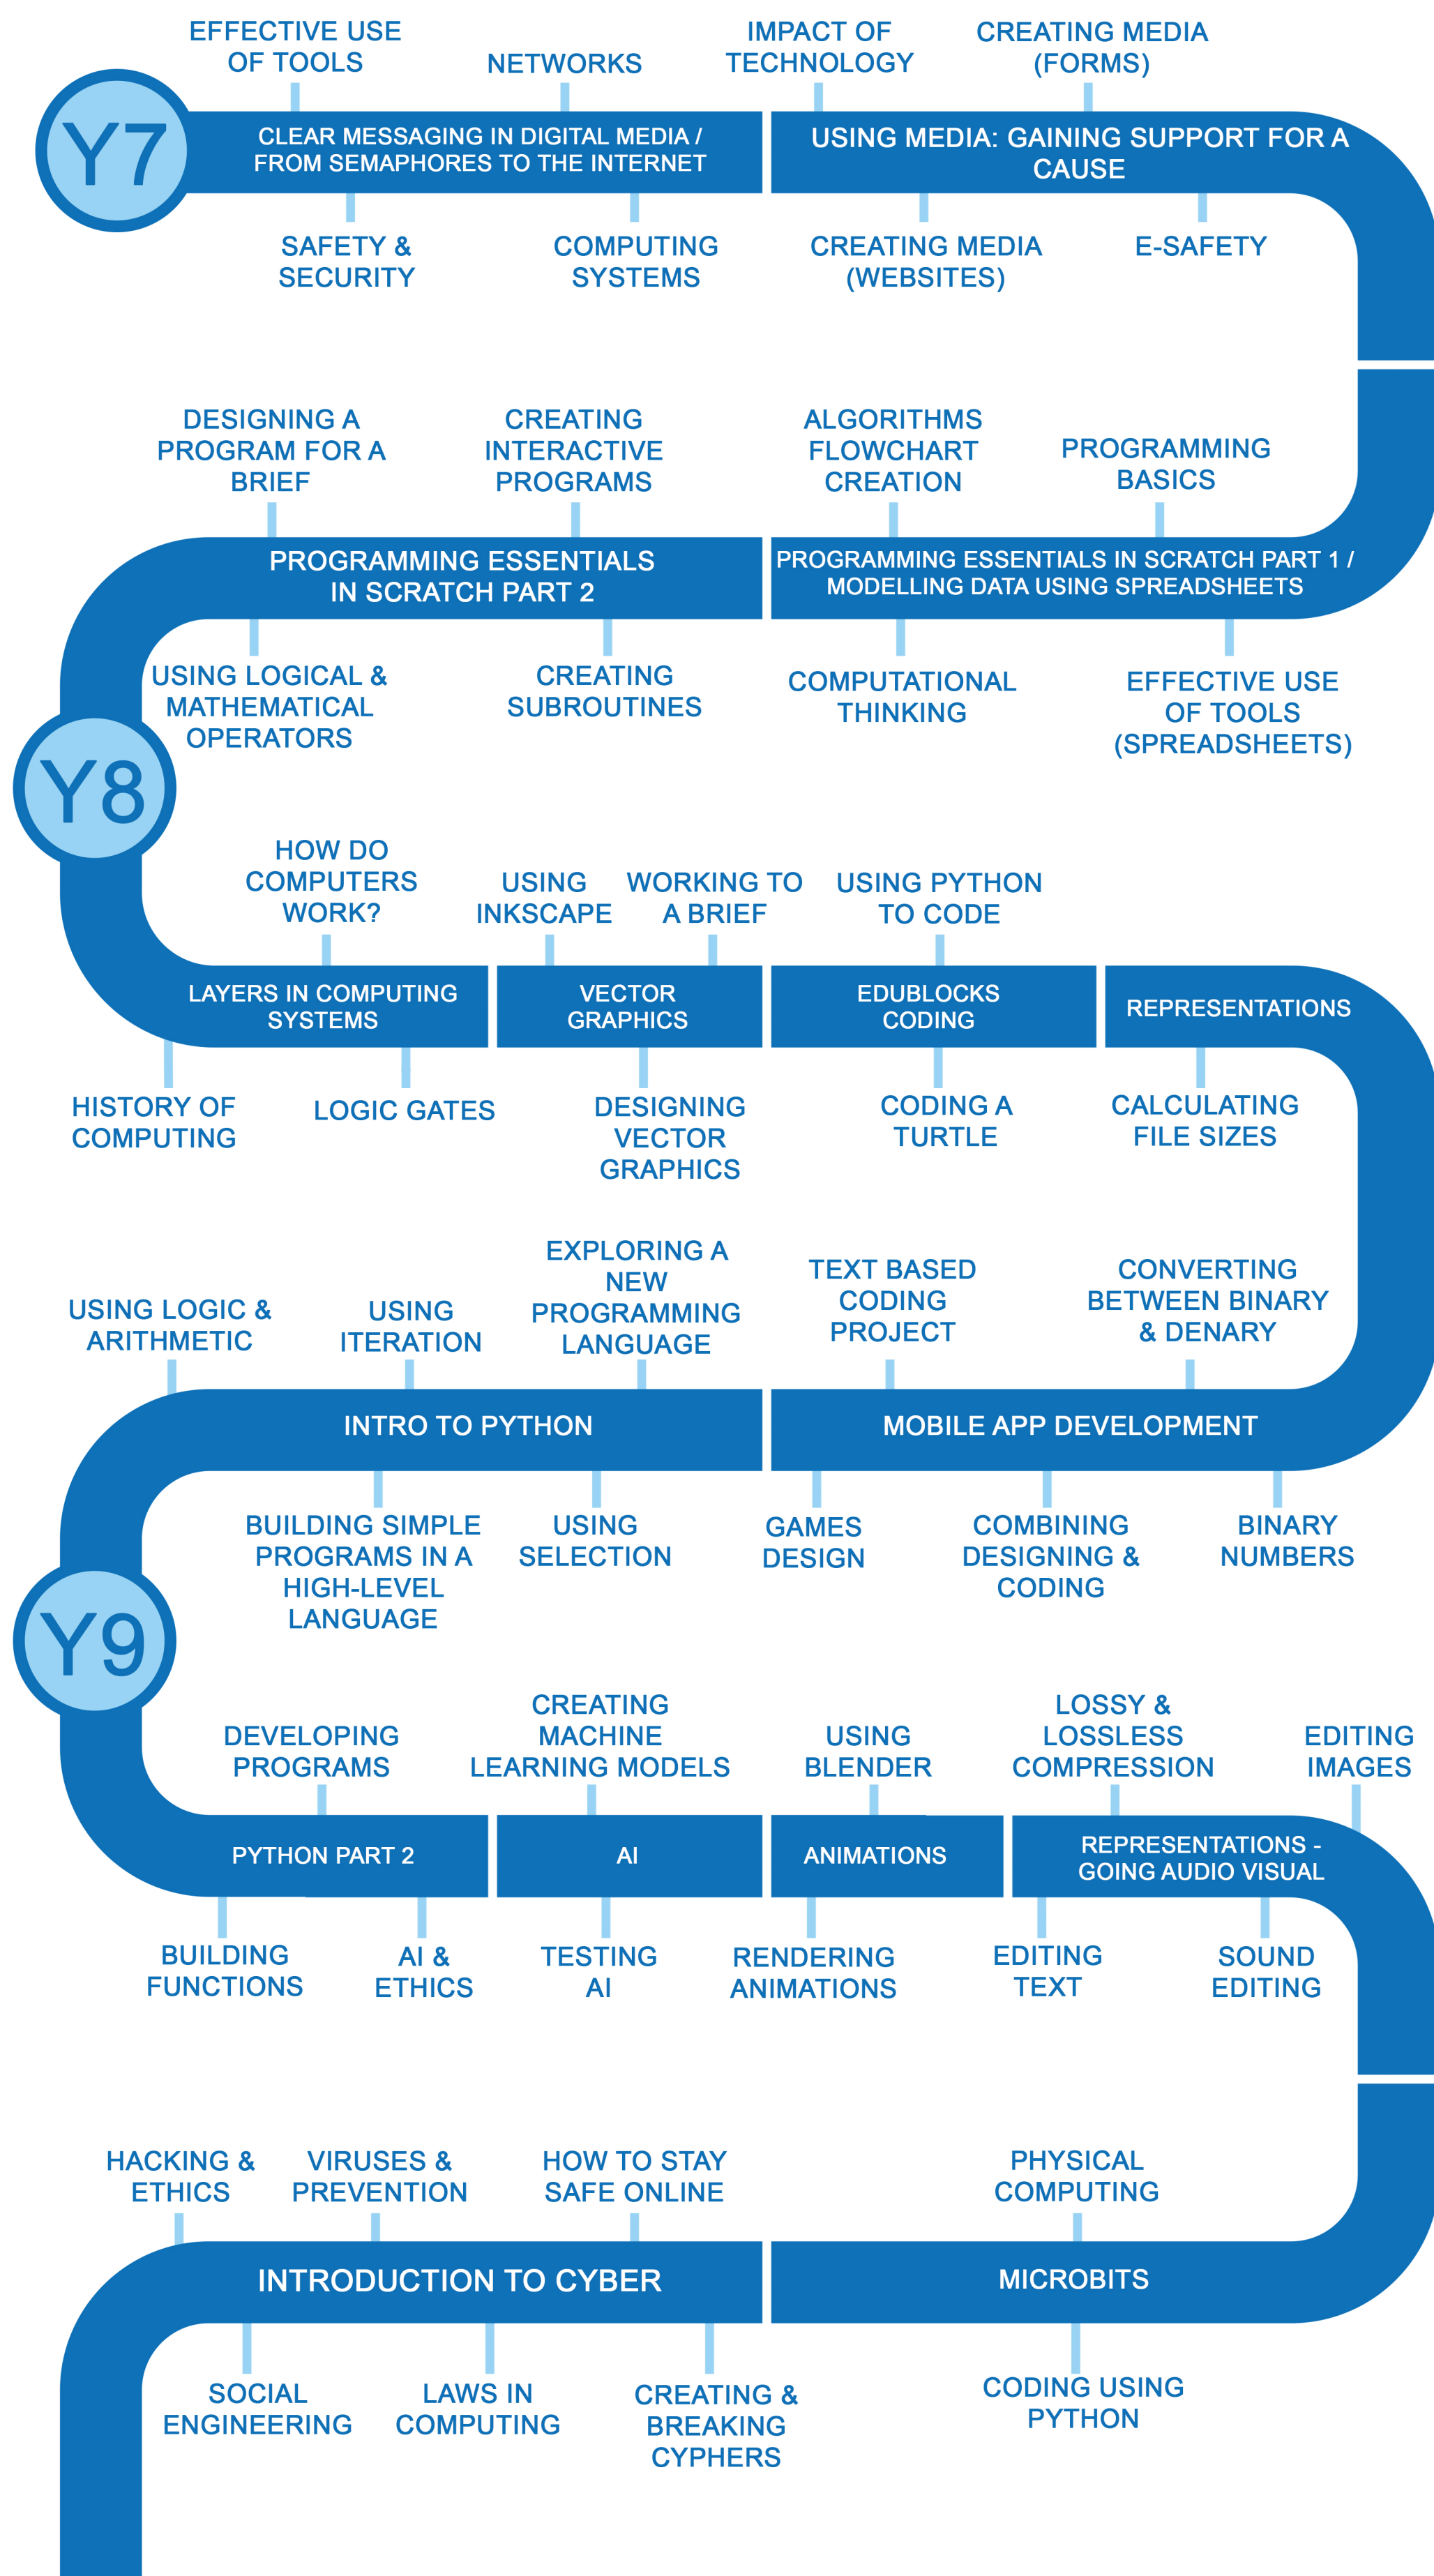 EFFECTIVE USE
OF TOOLS
NETWORKS
IMPACT OF
TECHNOLOGY
CREATING MEDIA
(FORMS)
Y7
CLEAR MESSAGING IN DIGITAL MEDIA /
FROM SEMAPHORES TO THE INTERNET
USING MEDIA: GAINING SUPPORT FOR A
CAUSE
SAFETY &
SECURITY
COMPUTING
SYSTEMS
CREATING MEDIA
(WEBSITES)
E-SAFETY
DESIGNING A
PROGRAM FOR A
BRIEF
CREATING
INTERACTIVE
PROGRAMS
ALGORITHMS
FLOWCHART
CREATION
PROGRAMMING
BASICS
PROGRAMMING ESSENTIALS
IN SCRATCH PART 2
PROGRAMMING ESSENTIALS IN SCRATCH PART 1 /
MODELLING DATA USING SPREADSHEETS
USING LOGICAL &
MATHEMATICAL
OPERATORS
CREATING
SUBROUTINES
COMPUTATIONAL
THINKING
EFFECTIVE USE
OF TOOLS
(SPREADSHEETS)
Y8
HOW DO
COMPUTERS
WORK?
USING
INKSCAPE
WORKING TO
A BRIEF
USING PYTHON
TO CODE
LAYERS IN COMPUTING
SYSTEMS
VECTOR
GRAPHICS
EDUBLOCKS
CODING
REPRESENTATIONS
HISTORY OF
COMPUTING
LOGIC GATES
DESIGNING
VECTOR
GRAPHICS
CODING A
TURTLE
CALCULATING
FILE SIZES
USING LOGIC &
ARITHMETIC
USING
ITERATION
EXPLORING A
NEW
PROGRAMMING
LANGUAGE
TEXT BASED
CODING
PROJECT
CONVERTING
BETWEEN BINARY
& DENARY
INTRO TO PYTHON
MOBILE APP DEVELOPMENT
BUILDING SIMPLE
PROGRAMS IN A
HIGH-LEVEL
LANGUAGE
USING
SELECTION
GAMES
DESIGN
COMBINING
DESIGNING &
CODING
BINARY
NUMBERS
Y9
DEVELOPING
PROGRAMS
CREATING
MACHINE
LEARNING MODELS
USING
BLENDER
LOSSY &
LOSSLESS
COMPRESSION
EDITING
IMAGES
PYTHON PART 2
AI
ANIMATIONS
REPRESENTATIONS -
GOING AUDIO VISUAL
BUILDING
FUNCTIONS
AI &
ETHICS
TESTING
AI
RENDERING
ANIMATIONS
EDITING
TEXT
SOUND
EDITING
HACKING &
ETHICS
VIRUSES &
PREVENTION
HOW TO STAY
SAFE ONLINE
PHYSICAL
COMPUTING
INTRODUCTION TO CYBER
MICROBITS
SOCIAL
ENGINEERING
LAWS IN
COMPUTING
CREATING &
BREAKING
CYPHERS
CODING USING
PYTHON